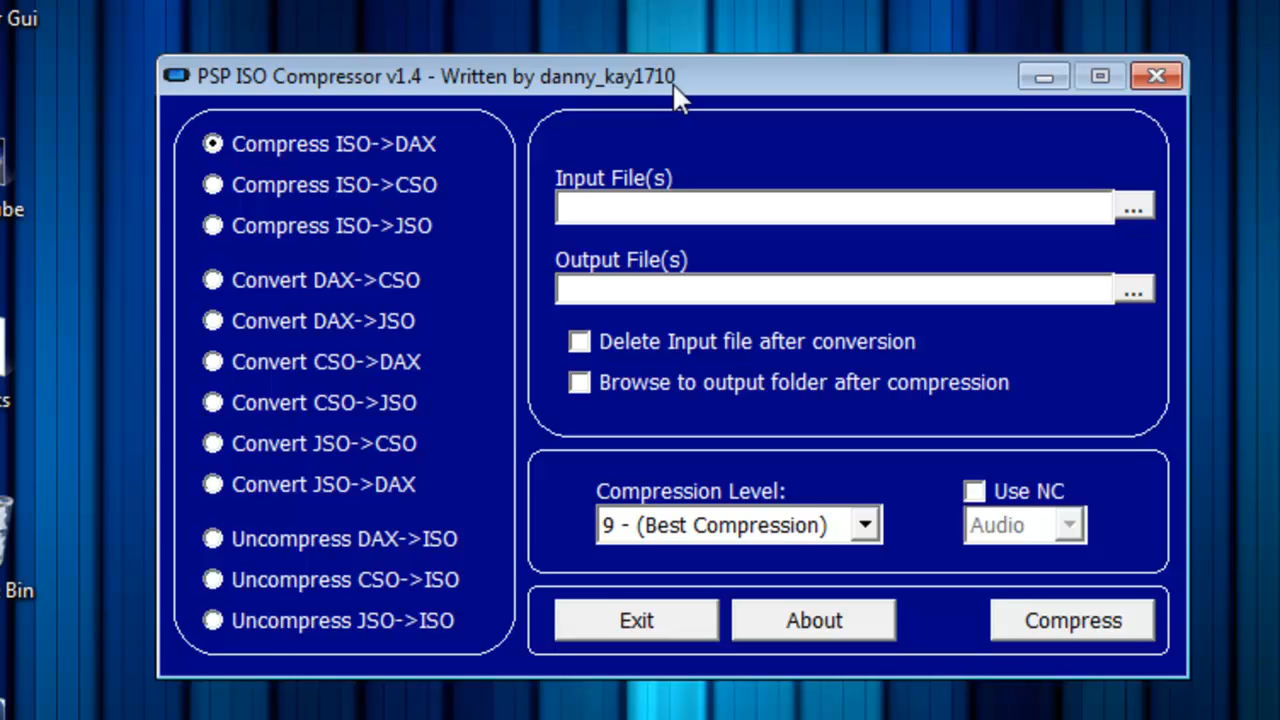 r Gui
PSP ISO Compressor v1.4 - Written by danny_kay1710
Compress ISO->DAX
Compress ISO->CSO
Compress ISO->JSO
Convert DAX->CSO
Convert DAX->JSO
Convert CSO->DAX
Convert CSO->JSO
Convert JSO->CSO
Convert JSO->DAX
Uncompress DAX->ISO
Uncompress CSO->ISO
Uncompress JSO->ISO
Input File(s)
...
Output File(s)
...
Delete Input file after conversion
Browse to output folder after compression
Compression Level:
9 - (Best Compression)
Use NC
Audio
Exit
About
Compress
be
s
Bin